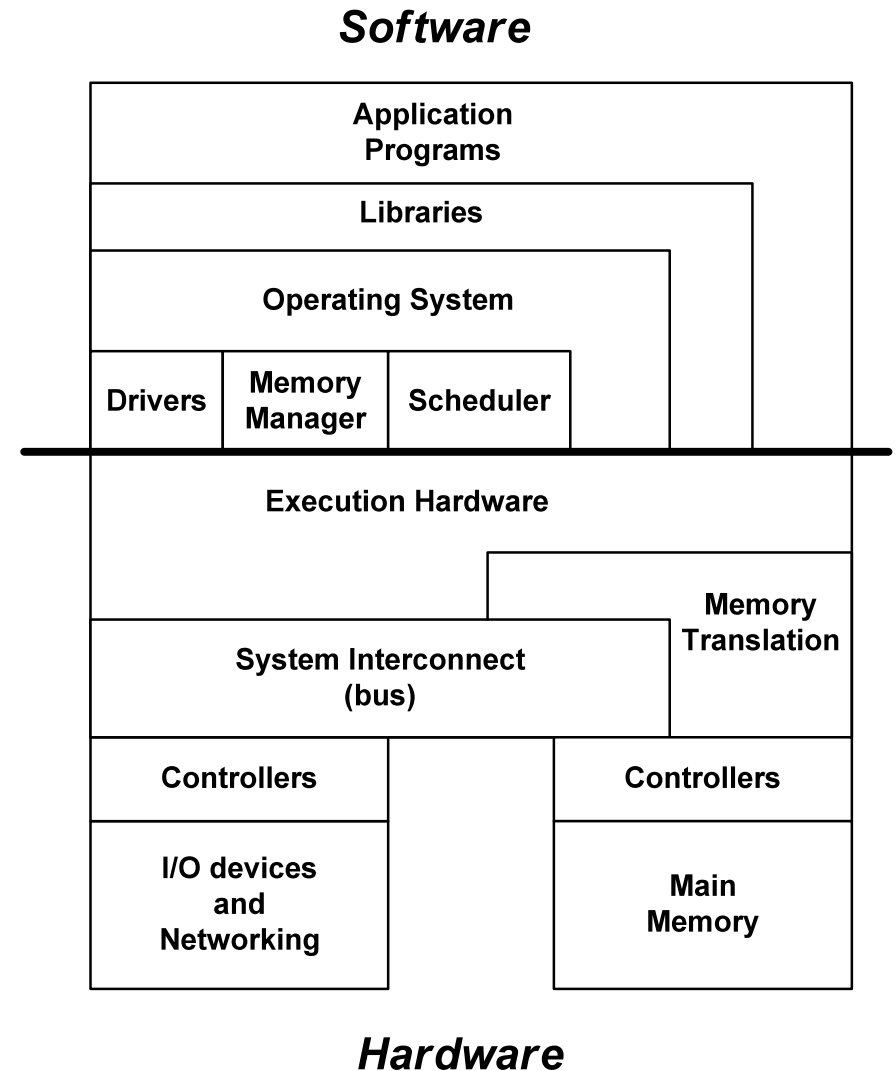 Software
Application
Programs
Libraries
Operating System
Drivers
Memory
Manager
Scheduler
Execution Hardware
Memory
Translation
System Interconnect
(bus)
Controllers
Controllers
I/O devices
and
Networking
Main
Memory
Hardware